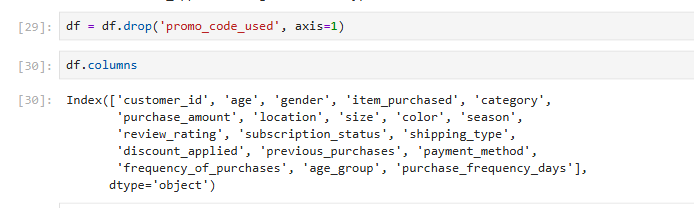 [29]: df = df.drop('promo_code_used', axis=1)
[30]: df.columns
[30]: Index(['customer_id', 'age', 'gender', 'item_purchased', 'category',
'purchase_amount', 'location', 'size', 'color', 'season',
'review_rating', 'subscription_status', 'shipping_type',
'discount_applied', 'previous_purchases', 'payment_method',
'frequency_of_purchases', 'age_group', 'purchase_frequency_days'],
dtype='object')